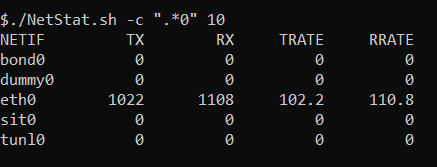 $./NetStat.sh -c ".*0" 10
NETIF TX RX TRATE RRATE
bond0 0 0 0 0
dummy0 0 0 0 0
eth0 1022 1108 102.2 110.8
sit0 0 0 0 0
tunl0 0 0 0 0